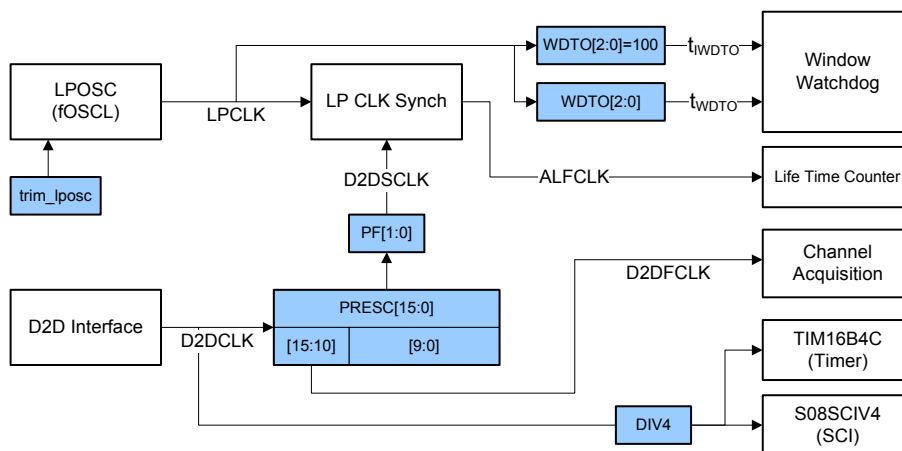 WDTO[2:0]=100
tIWDTO
Window
Watchdog
LPOSC
(fOSCL)
LPCLK
LP CLK Synch
WDTO[2:0]
tWDTO
D2DSCLK
ALFCLK
Life Time Counter
trim_lposc
PF[1:0]
Channel
Acquisition
D2DFCLK
D2D Interface
D2DCLK
PRESC[15:0]
[15:10]
[9:0]
TIM16B4C
(Timer)
DIV4
S08SCIV4
(SCI)